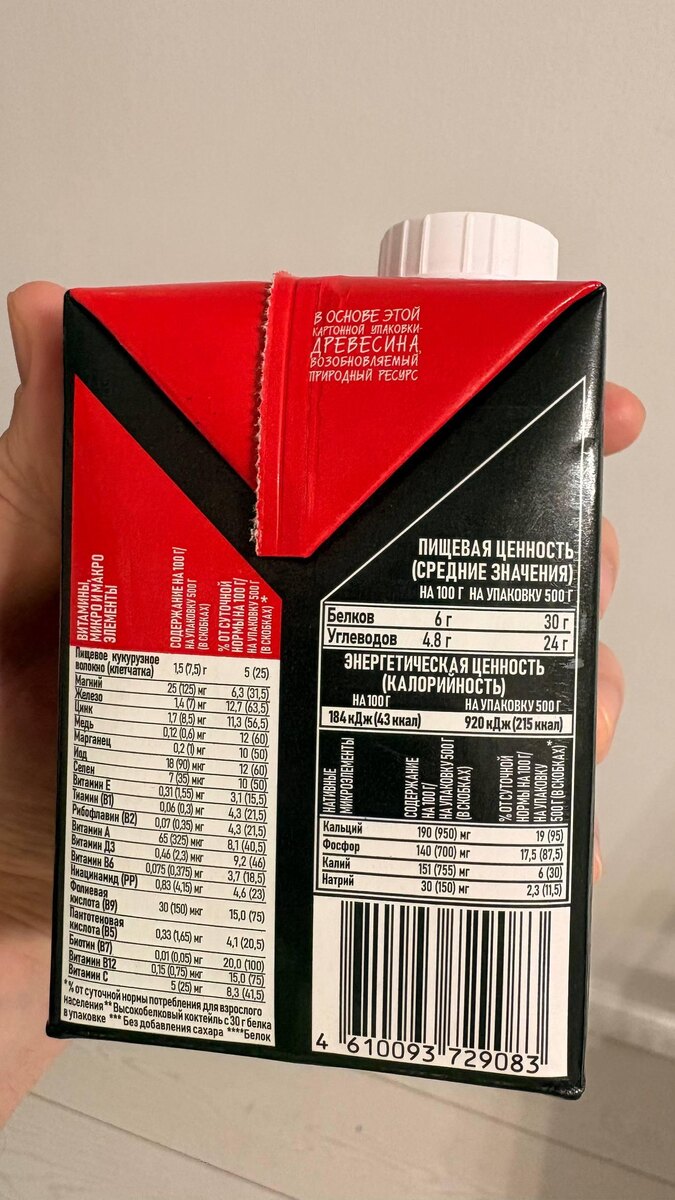 В ОСНОВЕ ЭТОЙ
КАРТОННОЙ УПАКОВКИ-
ДРЕВЕСИНА,
ВОЗОБНОВЛЯЕМЫЙ
ПРИРОДНЫЙ РЕСУРС
ВИТАМИНЫ,
МИКРО И МАКРО
ЭЛЕМЕНТЫ
СОДЕРЖАНИЕ НА 100 Г/
НА УПАКОВКУ 500 Г
(В СКОБКАХ)
% ОТ СУТОЧНОЙ
НОРМЫ НА 100 Г/
НА УПАКОВКУ 500 Г
(В СКОБКАХ) *
Пищевое кукурузное
волокно (клетчатка) 1,5 (7,5) г 5 (25)
Магний 25 (125) мг 6,3 (31,5)
Железо 1,4 (7) мг 12,7 (63,5)
Цинк 1,7 (8,5) мг 11,3 (56,5)
Медь 0,12 (0,6) мг 12 (60)
Марганец 0,2 (1) мг 10 (50)
Йод 18 (90) мкг 12 (60)
Селен 7 (35) мкг 10 (50)
Витамин Е 0,31 (1,55) мг 3,1 (15,5)
Тиамин (В1) 0,06 (0,3) мг 4,3 (21,5)
Рибофлавин (В2) 0,07 (0,35) мг 4,3 (21,5)
Витамин А 65 (325) мкг 8,1 (40,5)
Витамин Д3 0,46 (2,3) мкг 9,2 (46)
Витамин В6 0,075 (0,375) мг 3,7 (18,5)
Ниацинамид (РР) 0,83 (4,15) мг 4,6 (23)
Фолиевая
кислота (В9) 30 (150) мкг 15,0 (75)
Пантотеновая
кислота (В5) 0,33 (1,65) мг 4,1 (20,5)
Биотин (В7) 0,01 (0,05) мг 20,0 (100)
Витамин В12 0,15 (0,75) мкг 15,0 (75)
Витамин С 5 (25) мг 8,3 (41,5)
*% от суточной нормы потребления для взрослого
населения ** Высокобелковый коктейль с 30 г белка
в упаковке *** Без добавления сахара ****Белок
ПИЩЕВАЯ ЦЕННОСТЬ
(СРЕДНИЕ ЗНАЧЕНИЯ)
НА 100 Г НА УПАКОВКУ 500 Г
Белков 6 г 30 г
Углеводов 4.8 г 24 г
ЭНЕРГЕТИЧЕСКАЯ ЦЕННОСТЬ
(КАЛОРИЙНОСТЬ)
НА 100 Г НА УПАКОВКУ 500 Г
184 кДж (43 ккал) 920 кДж (215 ккал)
НАТИВНЫЕ
МИКРОЭЛЕМЕНТЫ
СОДЕРЖАНИЕ
НА 100 Г/
НА УПАКОВКУ 500 Г
(В СКОБКАХ)
% ОТ СУТОЧНОЙ
НОРМЫ НА 100 Г/
НА УПАКОВКУ
500 Г (В СКОБКАХ) *
Кальций 190 (950) мг 19 (95)
Фосфор 140 (700) мг 17,5 (87,5)
Калий 151 (755) мг 6 (30)
Натрий 30 (150) мг 2,3 (11,5)
4 610093 729083